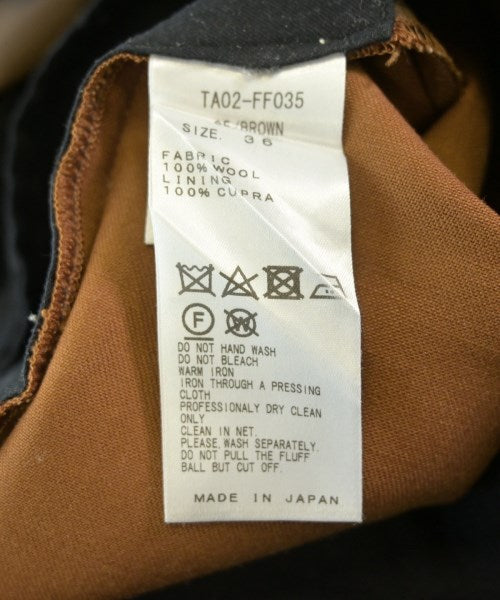 TA02-FF035
BROWN
SIZE. 36
FABRIC
100% WOOL
LINING
100% CUPRA
F W
DO NOT HAND WASH
DO NOT BLEACH
WARM IRON
IRON THROUGH A PRESSING
CLOTH
PROFESSIONALY DRY CLEAN
ONLY
CLEAN IN NET.
PLEASE WASH SEPARATELY.
DO NOT PULL THE FLUFF
BALL BUT CUT OFF.
MADE IN JAPAN